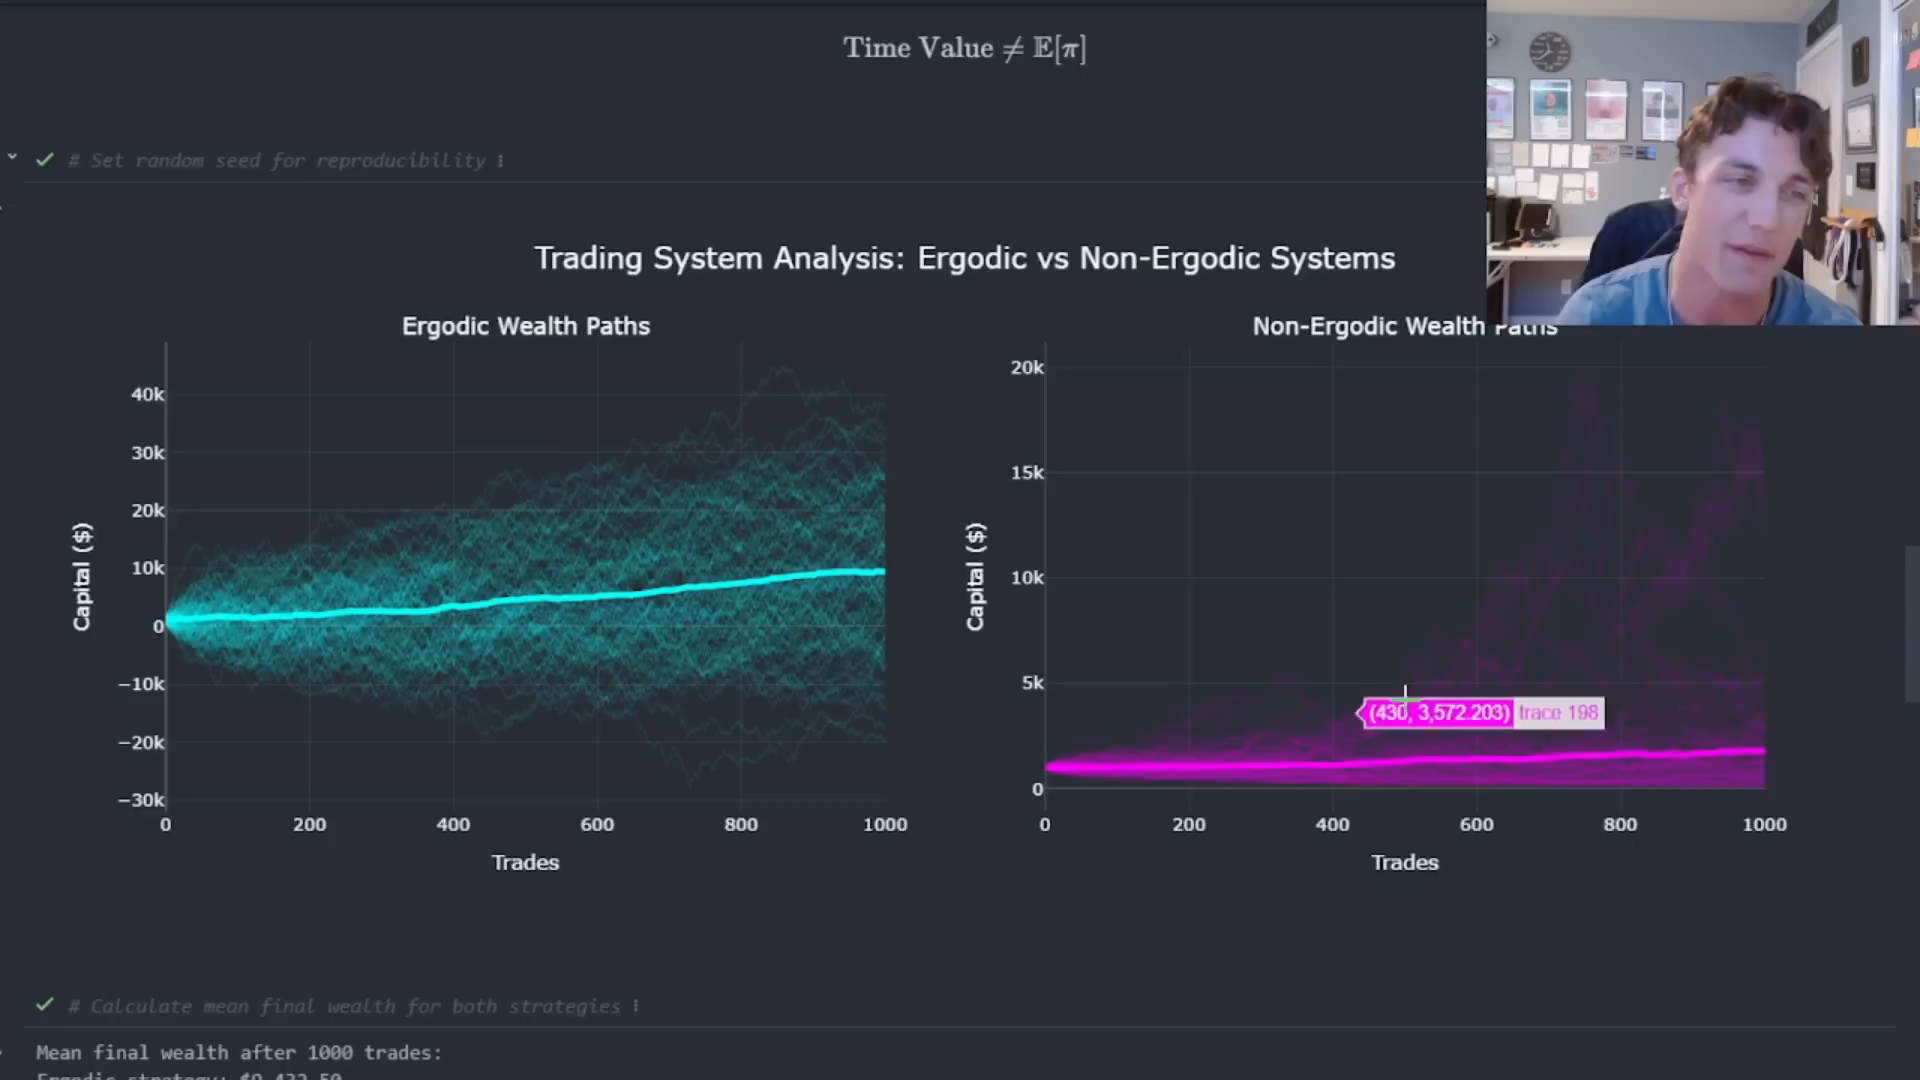 Time Value ≠ 𝔼[π]
# Set random seed for reproducibility
Trading System Analysis: Ergodic vs Non-Ergodic Systems
Ergodic Wealth Paths
Non-Ergodic Wealth Paths
40k
30k
20k
10k
0
−10k
−20k
−30k
Capital ($)
0
200
400
600
800
1000
Trades
20k
15k
10k
5k
0
Capital ($)
(430, 3,572.203) trace 198
0
200
400
600
800
1000
Trades
# Calculate mean final wealth for both strategies
Mean final wealth after 1000 trades:
Ergodic strategy: